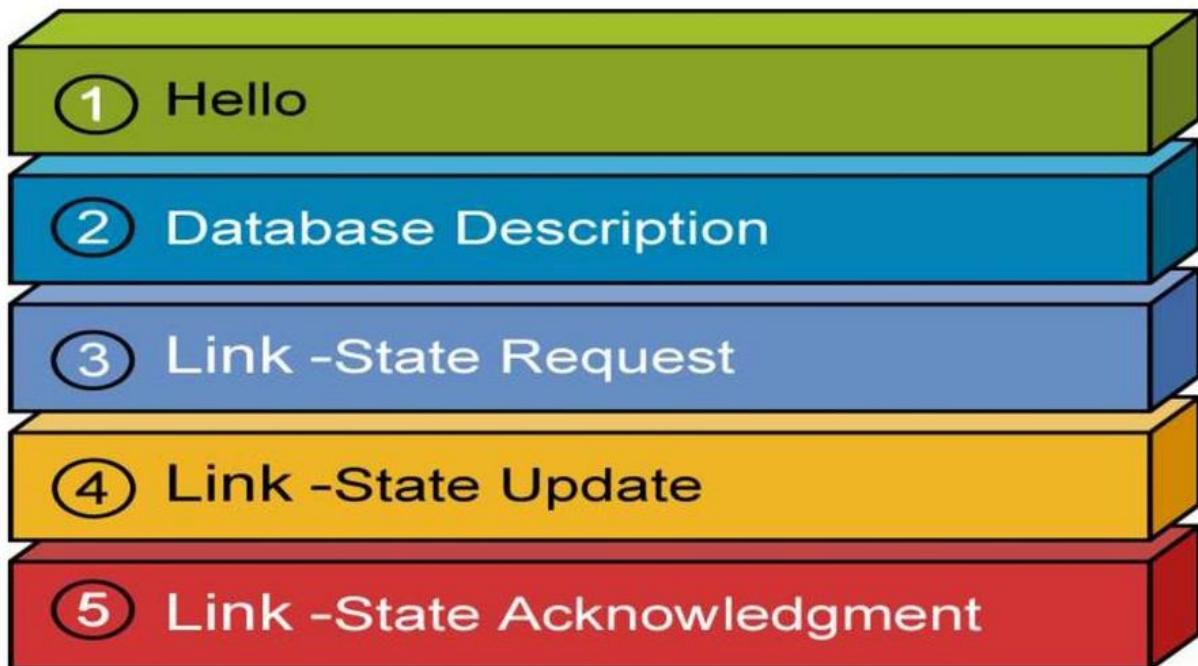 1 Hello
2 Database Description
3 Link -State Request
4 Link -State Update
5 Link -State Acknowledgment